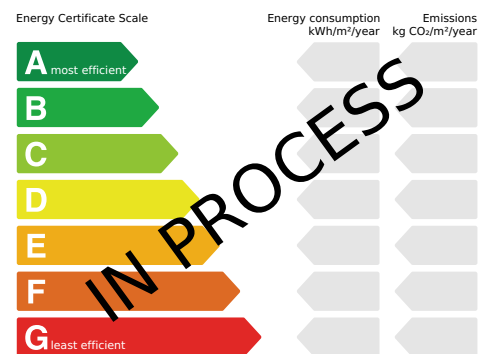 Energy Certificate Scale
Energy consumption
kWh/m²/year
Emissions
kg CO₂/m²/year
A most efficient
B
C
D
E
F
G least efficient
IN PROCESS